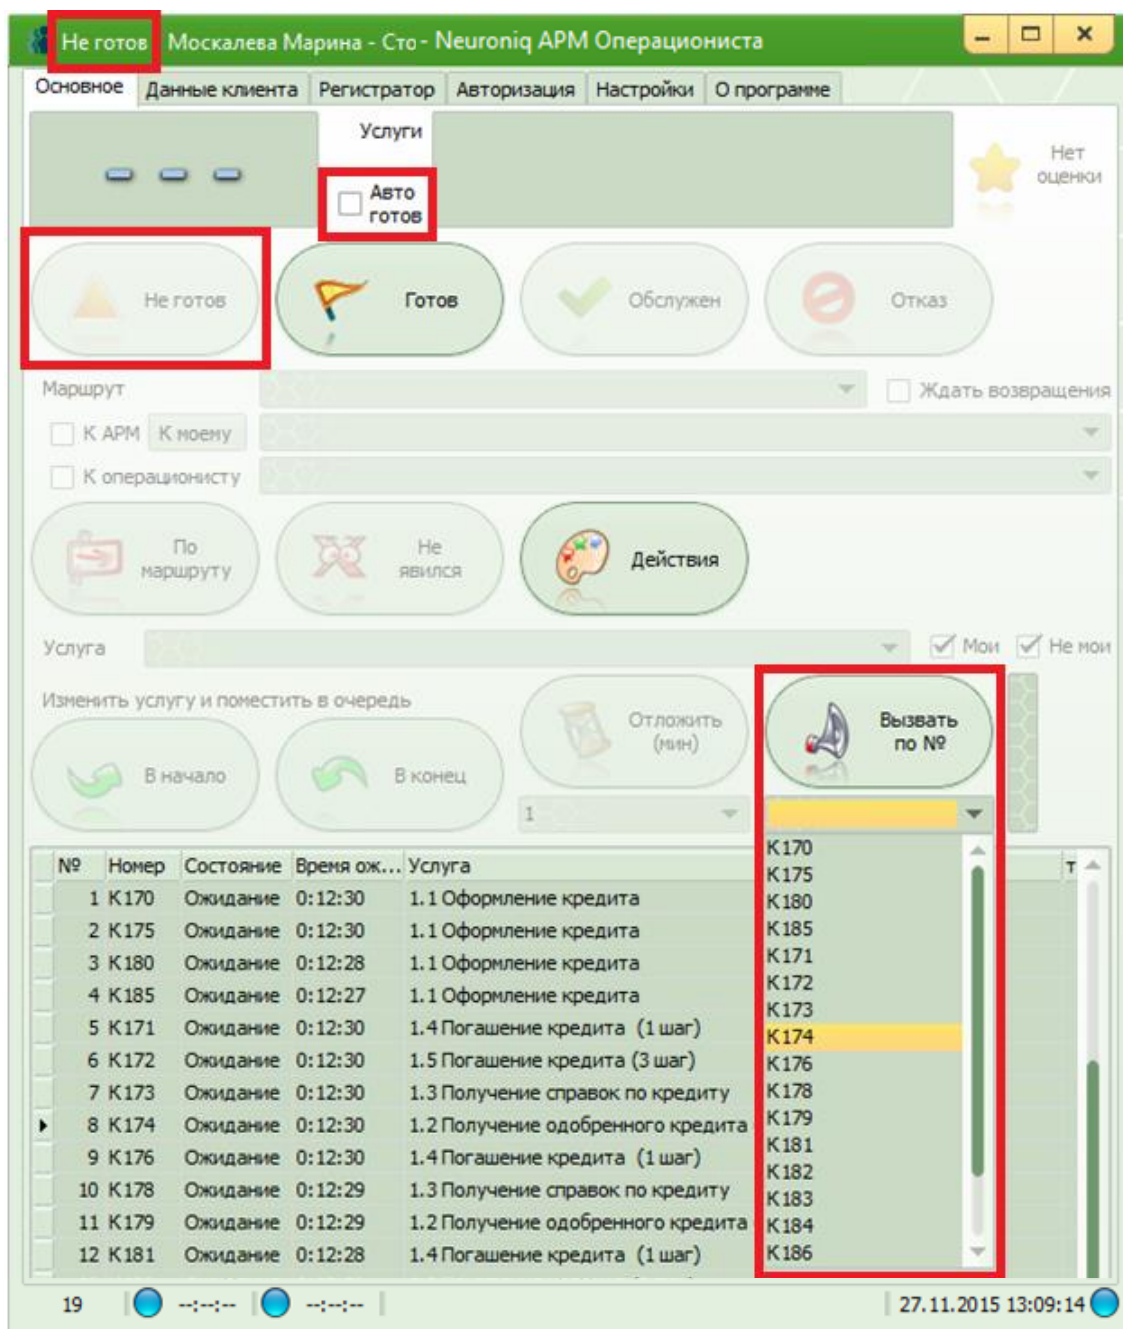 Не готов Москалева Марина - Сто - Neuroniq АРМ Операциониста
Основное Данные клиента Регистратор Авторизация Настройки О программе
Услуги
Нет
оценки
- - -
Авто
готов
Не готов Готов Обслужен Отказ
Маршрут Ждать возвращения
К АРМ К моему
К операционисту
По
маршруту
Не
явился
Действия
Услуга Мои Не мои
Изменить услугу и поместить в очередь
В начало В конец
Отложить
(мин)
1
Вызвать
по №
К170
К175
К180
К185
К171
К172
К173
К174
К176
К178
К179
К181
К182
К183
К184
К186
№ Номер Состояние Время ож... Услуга т
1 К170 Ожидание 0:12:30 1.1 Оформление кредита
2 К175 Ожидание 0:12:30 1.1 Оформление кредита
3 К180 Ожидание 0:12:28 1.1 Оформление кредита
4 К185 Ожидание 0:12:27 1.1 Оформление кредита
5 К171 Ожидание 0:12:30 1.4 Погашение кредита (1 шаг)
6 К172 Ожидание 0:12:30 1.5 Погашение кредита (3 шаг)
7 К173 Ожидание 0:12:30 1.3 Получение справок по кредиту
8 К174 Ожидание 0:12:30 1.2 Получение одобренного кредита
9 К176 Ожидание 0:12:30 1.4 Погашение кредита (1 шаг)
10 К178 Ожидание 0:12:29 1.3 Получение справок по кредиту
11 К179 Ожидание 0:12:29 1.2 Получение одобренного кредита
12 К181 Ожидание 0:12:28 1.4 Погашение кредита (1 шаг)
19 --:--:-- --:--:-- 27.11.2015 13:09:14